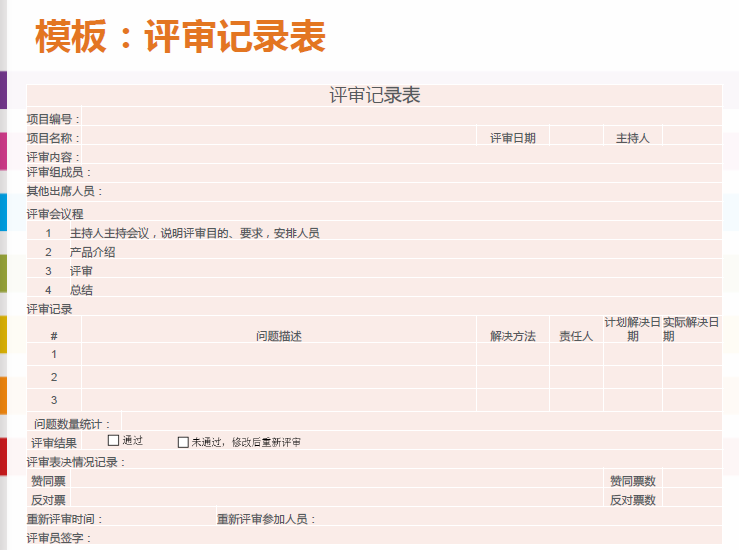 模板：评审记录表
评审记录表
项目编号：
项目名称： 评审日期 主持人
评审内容：
评审组成员：
其他出席人员：
评审会议程
1 主持人主持会议，说明评审目的、要求，安排人员
2 产品介绍
3 评审
4 总结
评审记录
# 问题描述 解决方法 责任人 计划解决日期 实际解决日期
1
2
3
问题数量统计：
评审结果 通过 未通过，修改后重新评审
评审表决情况记录：
赞同票 赞同票数
反对票 反对票数
重新评审时间： 重新评审参加人员：
评审员签字：